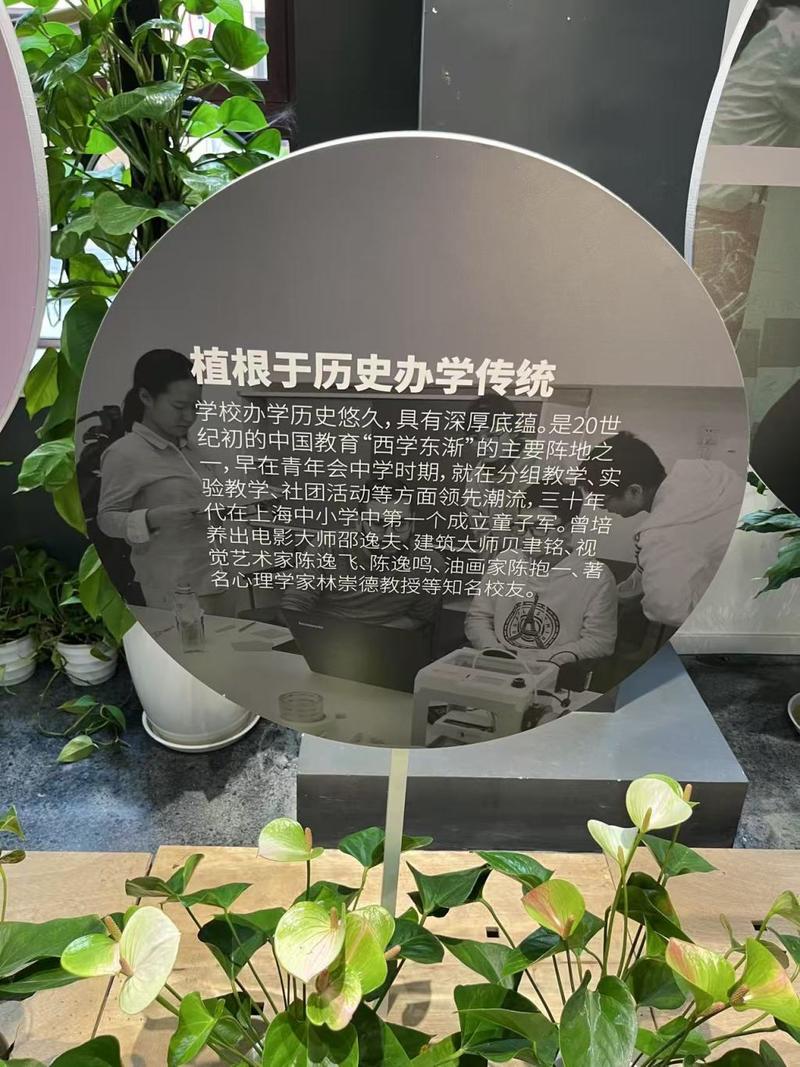 植根于历史办学传统
学校办学历史悠久，具有深厚底蕴。是20世
纪初的中国教育“西学东渐”的主要阵地之
一，早在青年会中学时期，就在分组教学、实
验教学、社团活动等方面领先潮流，三十年
代在上海中小学中第一个成立童子军。曾培
养出电影大师邵逸夫、建筑大师贝聿铭、视
觉艺术家陈逸飞、陈逸鸣、油画家陈抱一、著
名心理学家林崇德教授等知名校友。